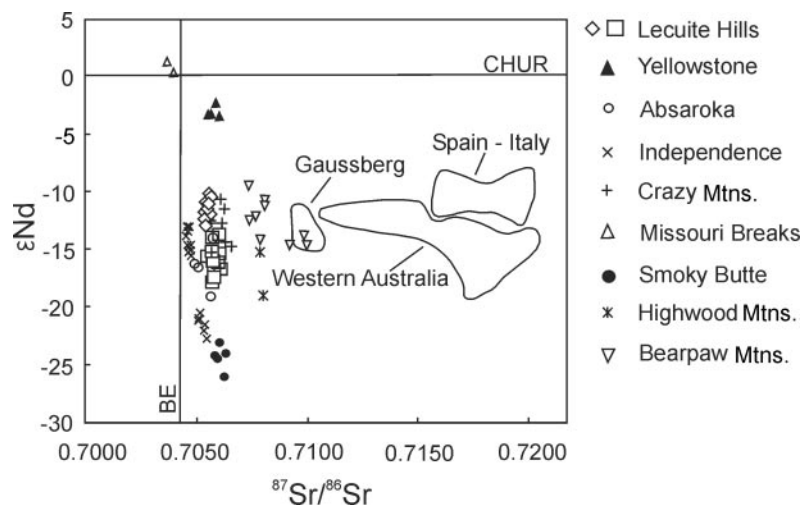 5
0
-5
-10
-15
-20
-25
-30
εNd
CHUR
BE
Gaussberg
Spain - Italy
Western Australia
0.7000 0.7050 0.7100 0.7150 0.7200
⁸⁷Sr/⁸⁶Sr
Lecuite Hills
Yellowstone
Absaroka
Independence
Crazy Mtns.
Missouri Breaks
Smoky Butte
Highwood Mtns.
Bearpaw Mtns.